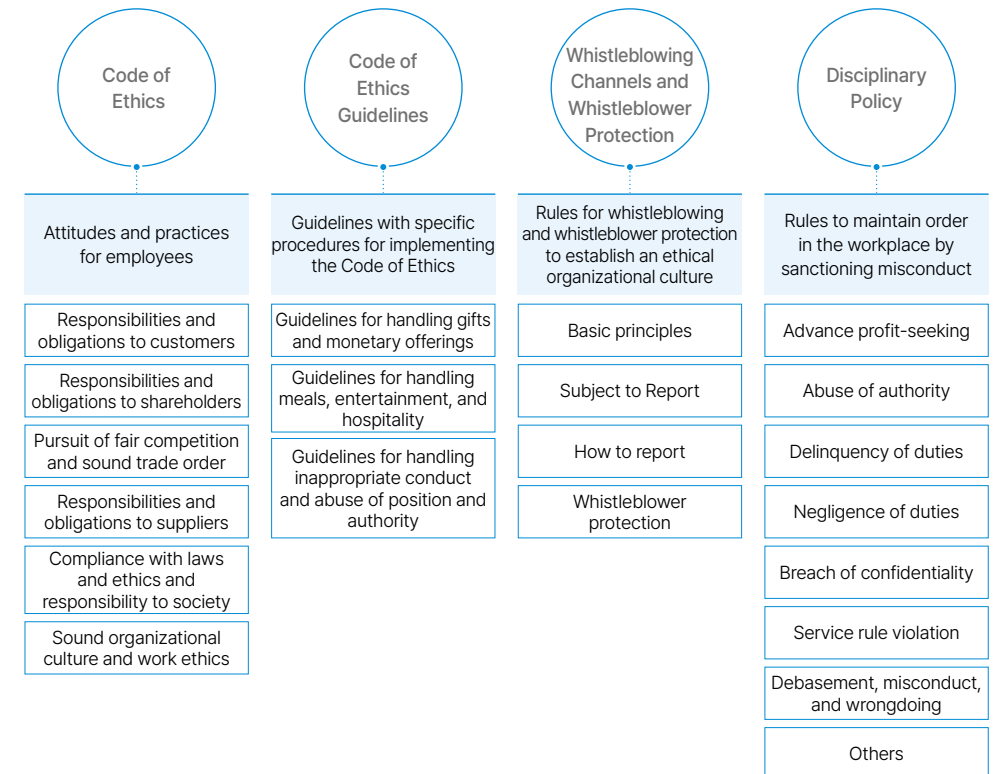 Code of
Ethics
Attitudes and practices
for employees
Responsibilities and
obligations to customers
Responsibilities and
obligations to shareholders
Pursuit of fair competition
and sound trade order
Responsibilities and
obligations to suppliers
Compliance with laws
and ethics and
responsibility to society
Sound organizational
culture and work ethics
Code of
Ethics
Guidelines
Guidelines with specific
procedures for implementing
the Code of Ethics
Guidelines for handling gifts
and monetary offerings
Guidelines for handling
meals, entertainment, and
hospitality
Guidelines for handling
inappropriate conduct
and abuse of position and
authority
Whistleblowing
Channels and
Whistleblower
Protection
Rules for whistleblowing
and whistleblower protection
to establish an ethical
organizational culture
Basic principles
Subject to Report
How to report
Whistleblower
protection
Disciplinary
Policy
Rules to maintain order
in the workplace by
sanctioning misconduct
Advance profit-seeking
Abuse of authority
Delinquency of duties
Negligence of duties
Breach of confidentiality
Service rule violation
Debasement, misconduct,
and wrongdoing
Others